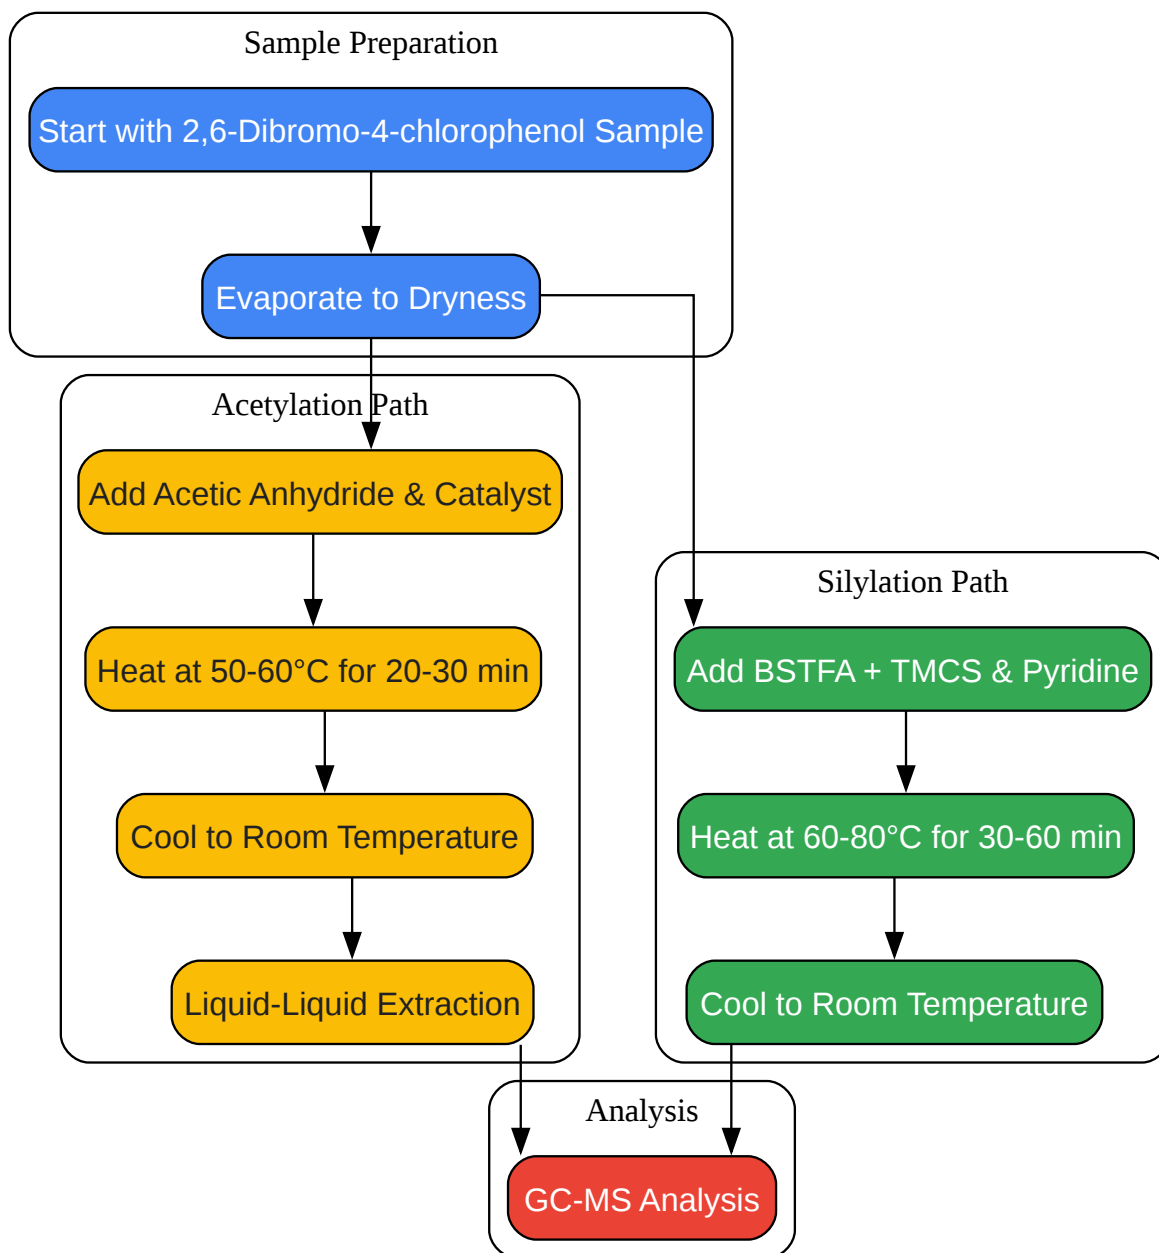 Sample Preparation
Start with 2,6-Dibromo-4-chlorophenol Sample
Evaporate to Dryness
Acetylation Path
Add Acetic Anhydride & Catalyst
Heat at 50-60°C for 20-30 min
Cool to Room Temperature
Liquid-Liquid Extraction
Silylation Path
Add BSTFA + TMCS & Pyridine
Heat at 60-80°C for 30-60 min
Cool to Room Temperature
Analysis
GC-MS Analysis